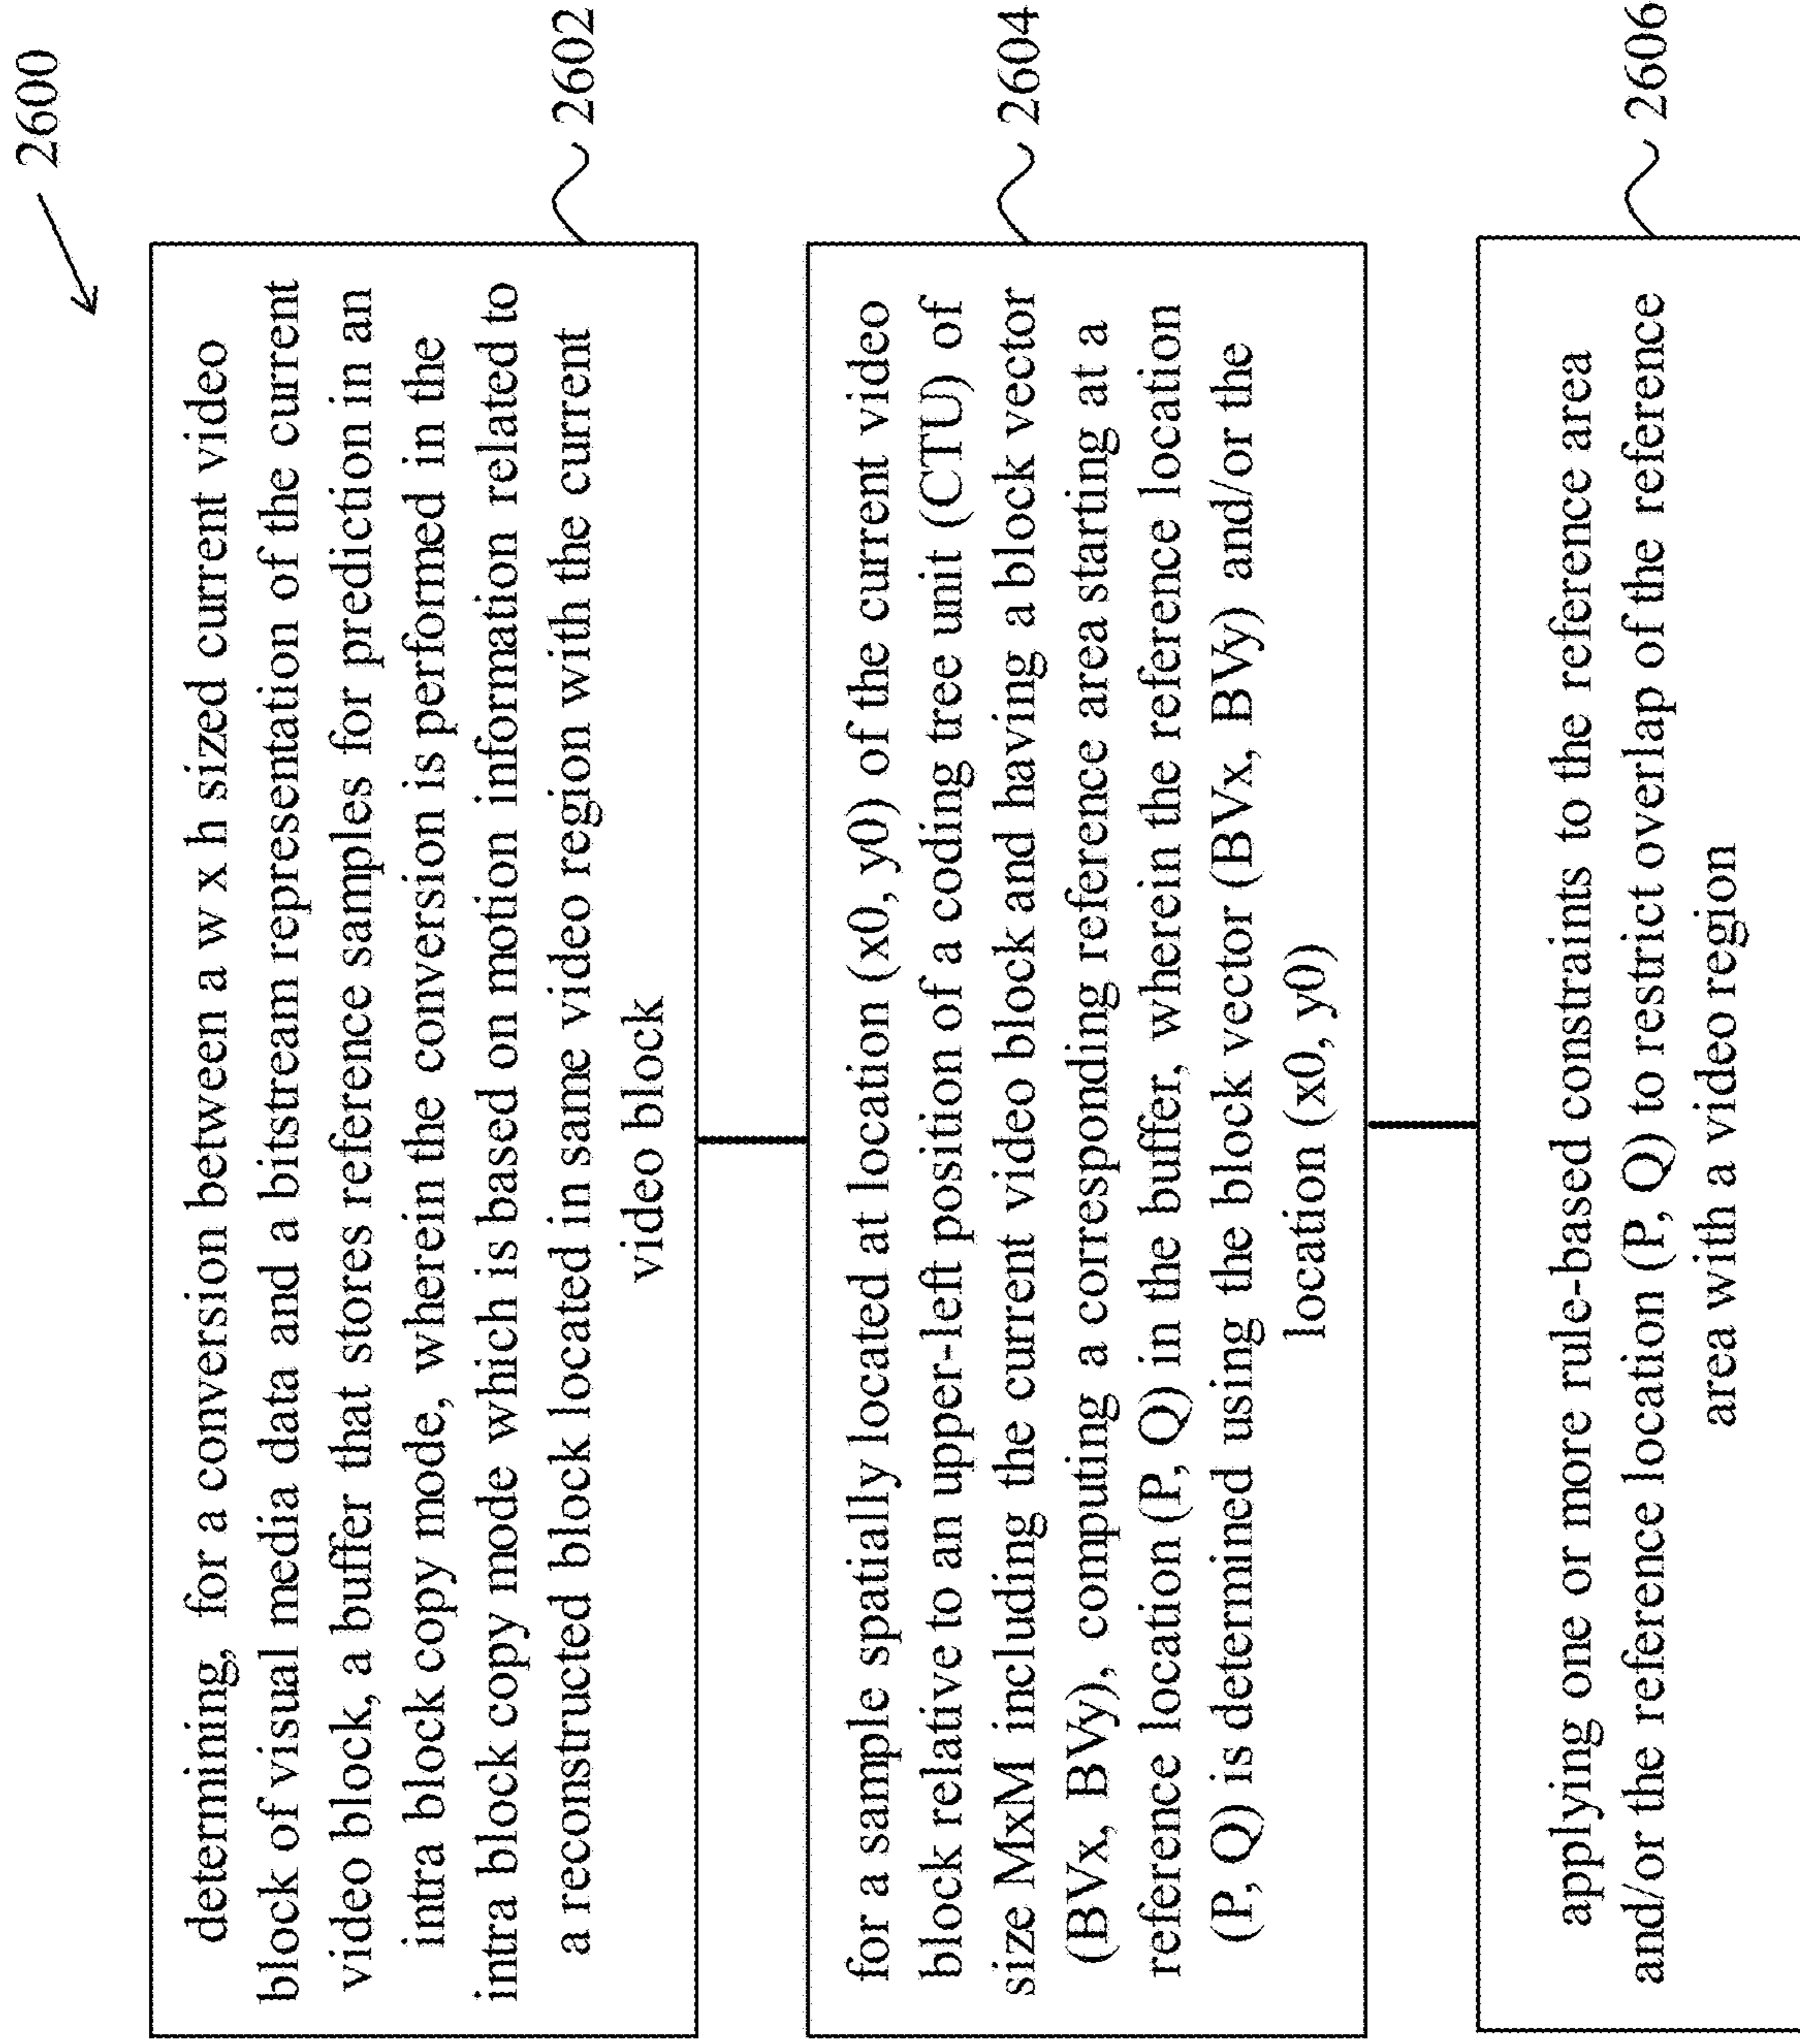 2600
determining, for a conversion between a w x h sized current video
block of visual media data and a bitstream representation of the current
video block, a buffer that stores reference samples for prediction in an
intra block copy mode, wherein the conversion is performed in the
intra block copy mode which is based on motion information related to
a reconstructed block located in same video region with the current
video block
2602
for a sample spatially located at location (x0, y0) of the current video
block relative to an upper-left position of a coding tree unit (CTU) of
size MxM including the current video block and having a block vector
(BVx, BVy), computing a corresponding reference area starting at a
reference location (P, Q) in the buffer, wherein the reference location
(P, Q) is determined using the block vector (BVx, BVy) and/or the
location (x0, y0)
2604
applying one or more rule-based constraints to the reference area
and/or the reference location (P, Q) to restrict overlap of the reference
area with a video region
2606